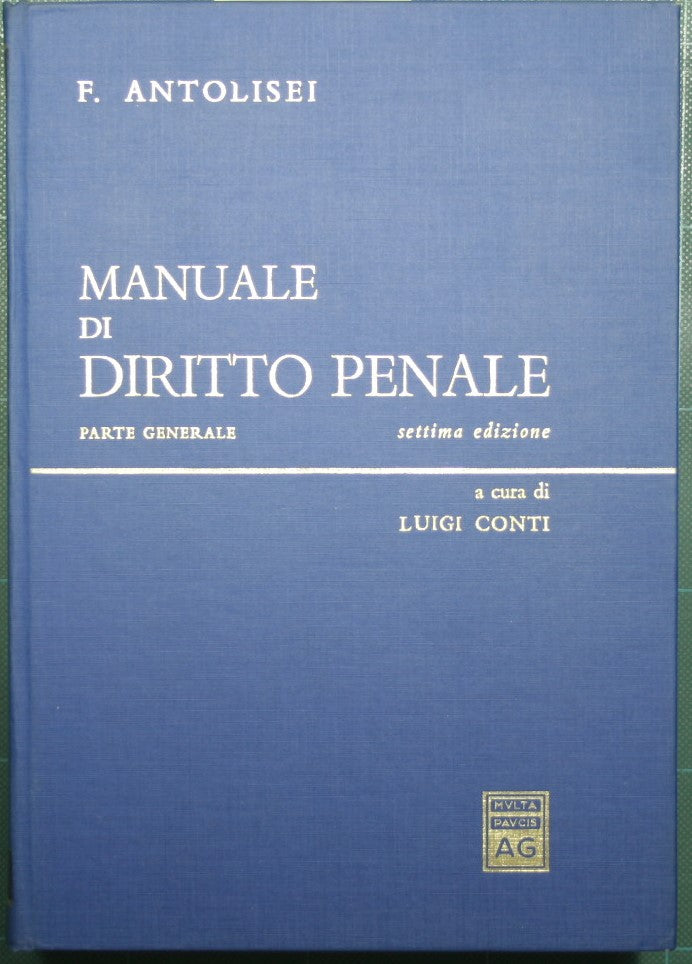 F. ANTOLISEI
MANUALE
DI
DIRITTO PENALE
PARTE GENERALE settima edizione
a cura di
LUIGI CONTI
MVLTA
PAVCIS
AG